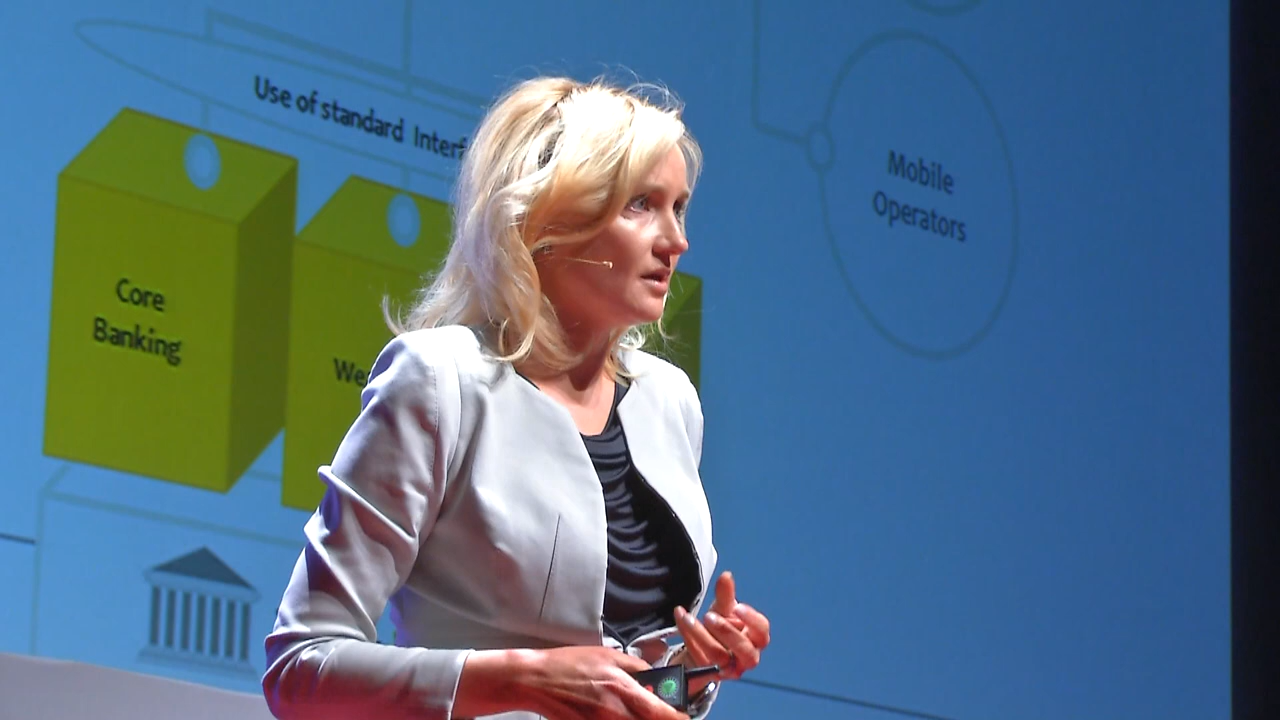 Use of standard
Core
Banking
Mobile
Operators